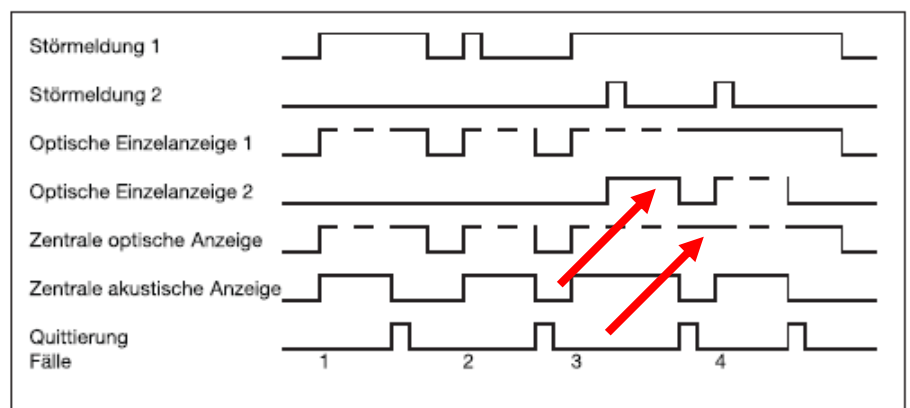 Störmeldung 1
Störmeldung 2
Optische Einzelanzeige 1
Optische Einzelanzeige 2
Zentrale optische Anzeige
Zentrale akustische Anzeige
Quittierung
Fälle 1 2 3 4